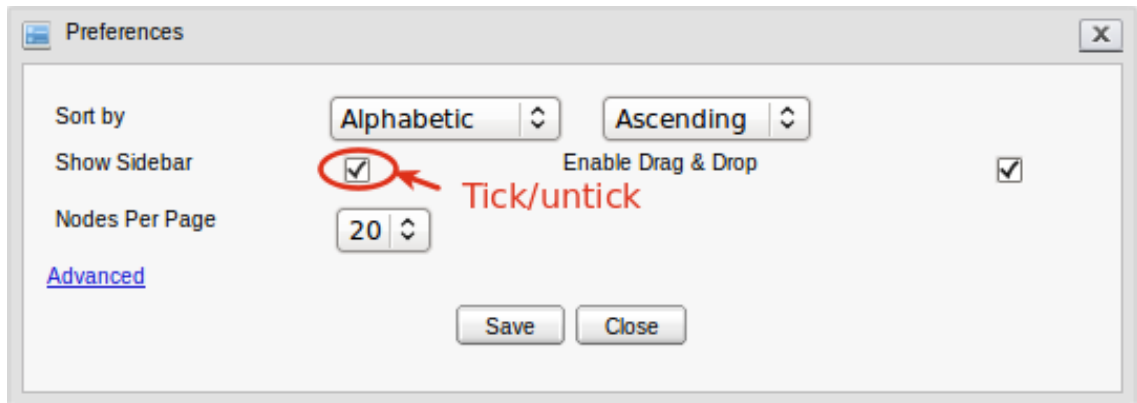 Preferences
X
Sort by Alphabetic Ascending
Show Sidebar Enable Drag & Drop
Tick/untick
Nodes Per Page 20
Advanced
Save Close